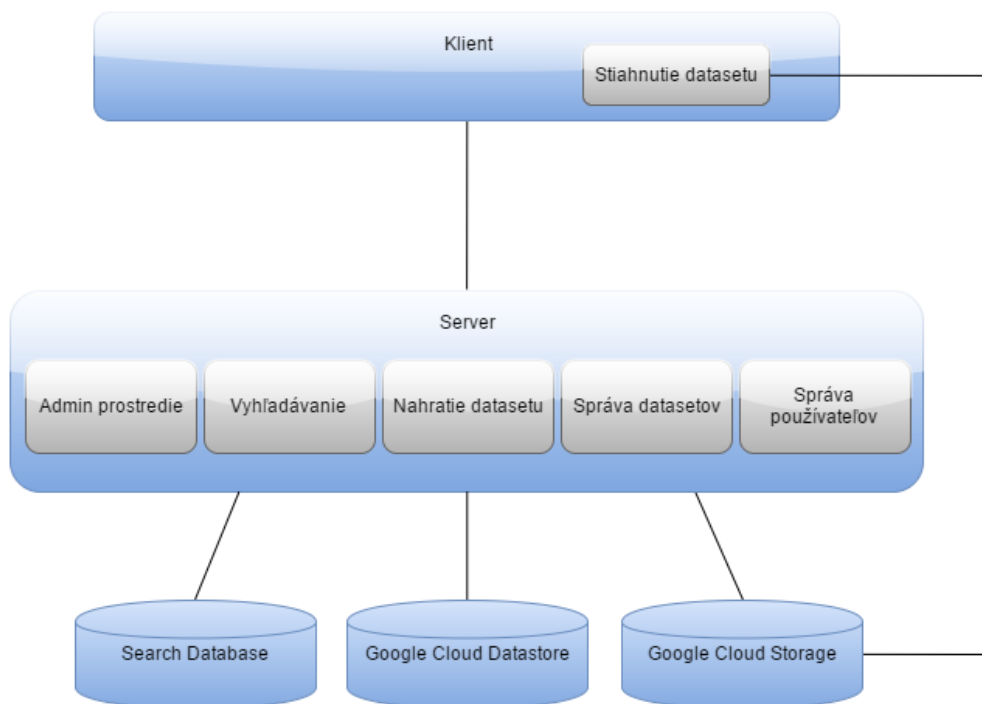 Klient
Stiahnutie datasetu
Server
Admin prostredie
Vyhľadávanie
Nahratie datasetu
Správa datasetov
Správa
používateľov
Search Database
Google Cloud Datastore
Google Cloud Storage